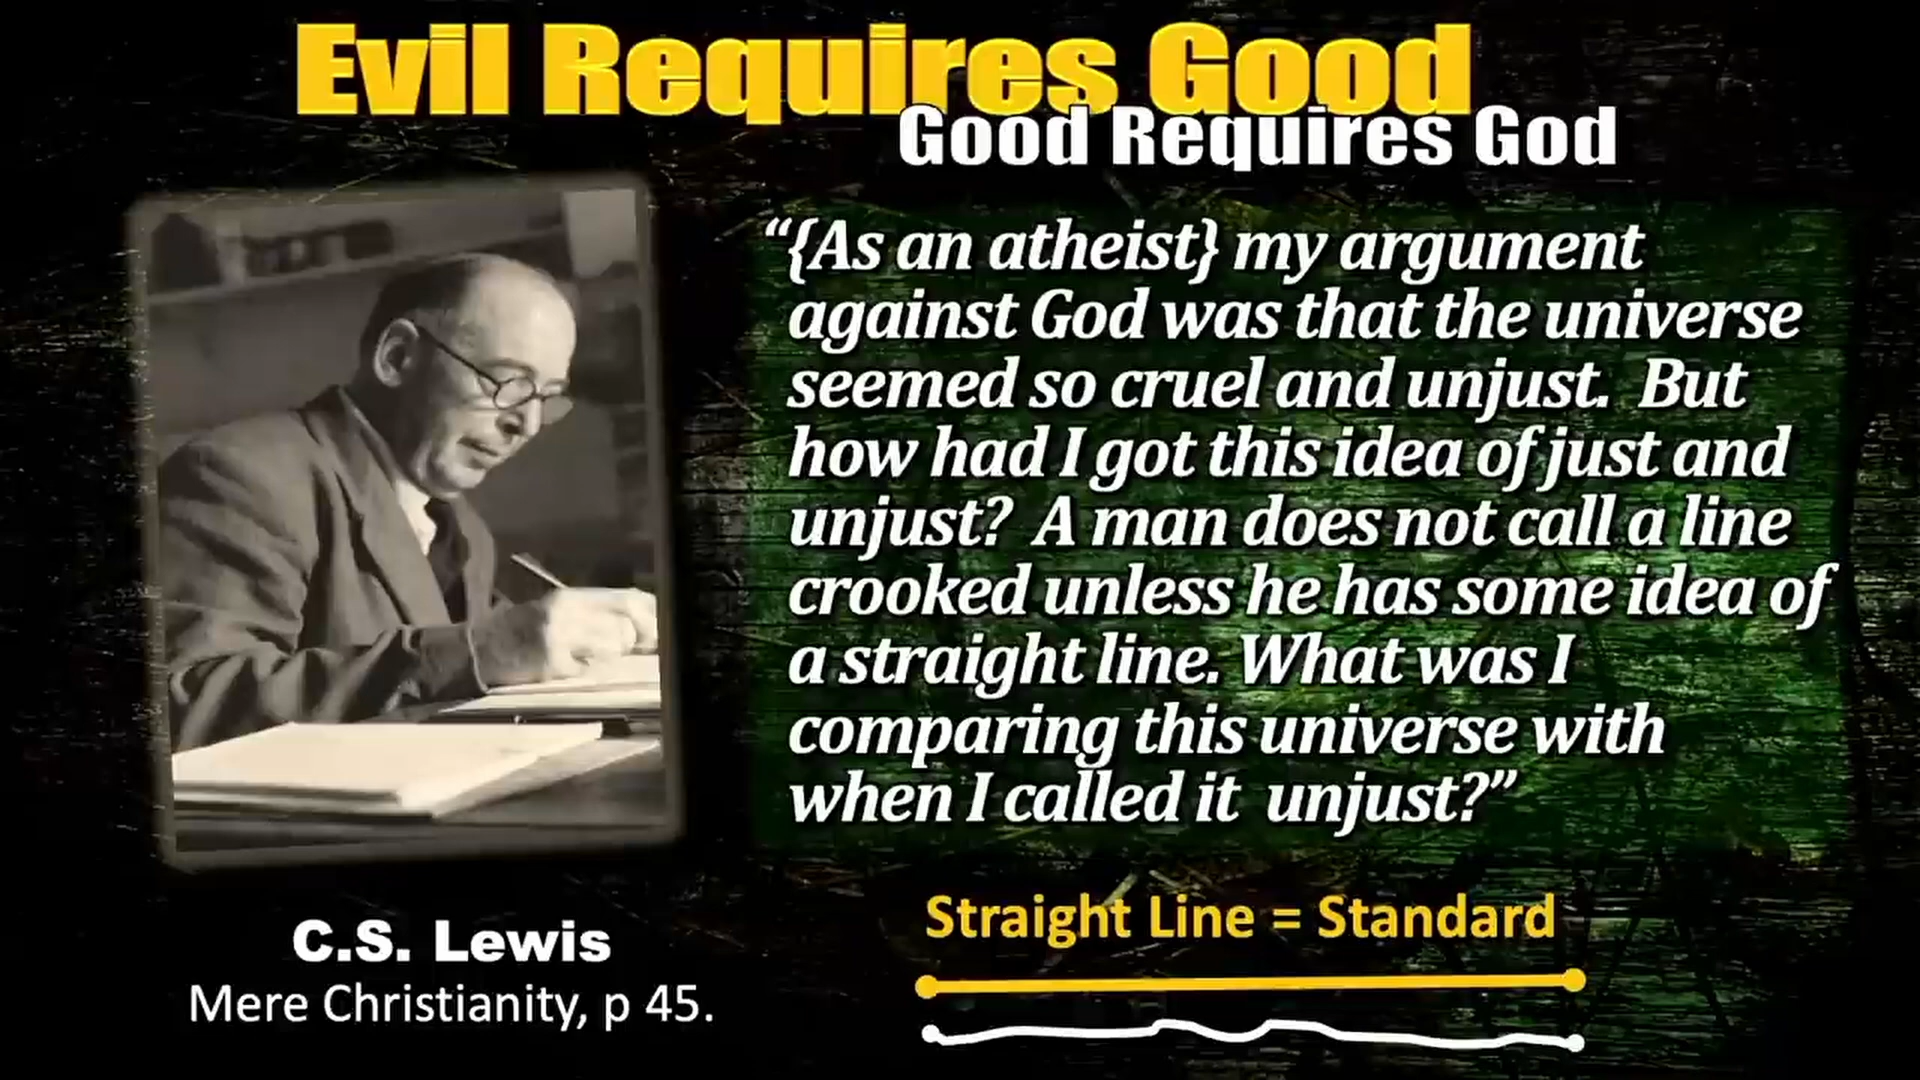 Evil Requires Good
Good Requires God
“{As an atheist} my argument
against God was that the universe
seemed so cruel and unjust.  But
how had I got this idea of just and
unjust?  A man does not call a line
crooked unless he has some idea of
a straight line. What was I
comparing this universe with
when I called it  unjust?”
C.S. Lewis
Mere Christianity, p 45.
Straight Line = Standard